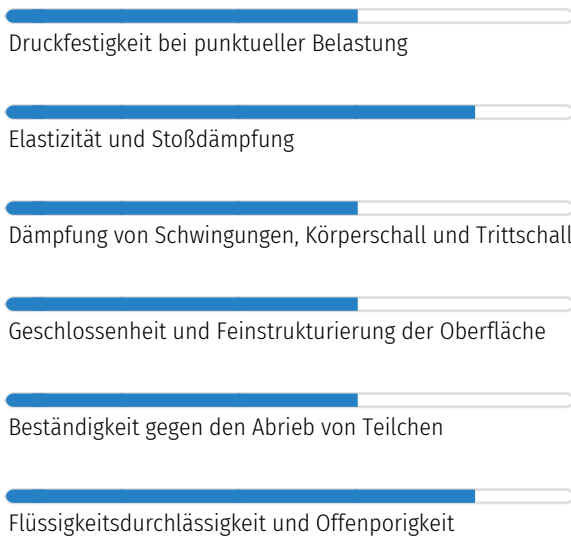 Druckfestigkeit bei punktueller Belastung
Elastizität und Stoßdämpfung
Dämpfung von Schwingungen, Körperschall und Trittschall
Geschlossenheit und Feinstrukturierung der Oberfläche
Beständigkeit gegen den Abrieb von Teilchen
Flüssigkeitsdurchlässigkeit und Offenporigkeit